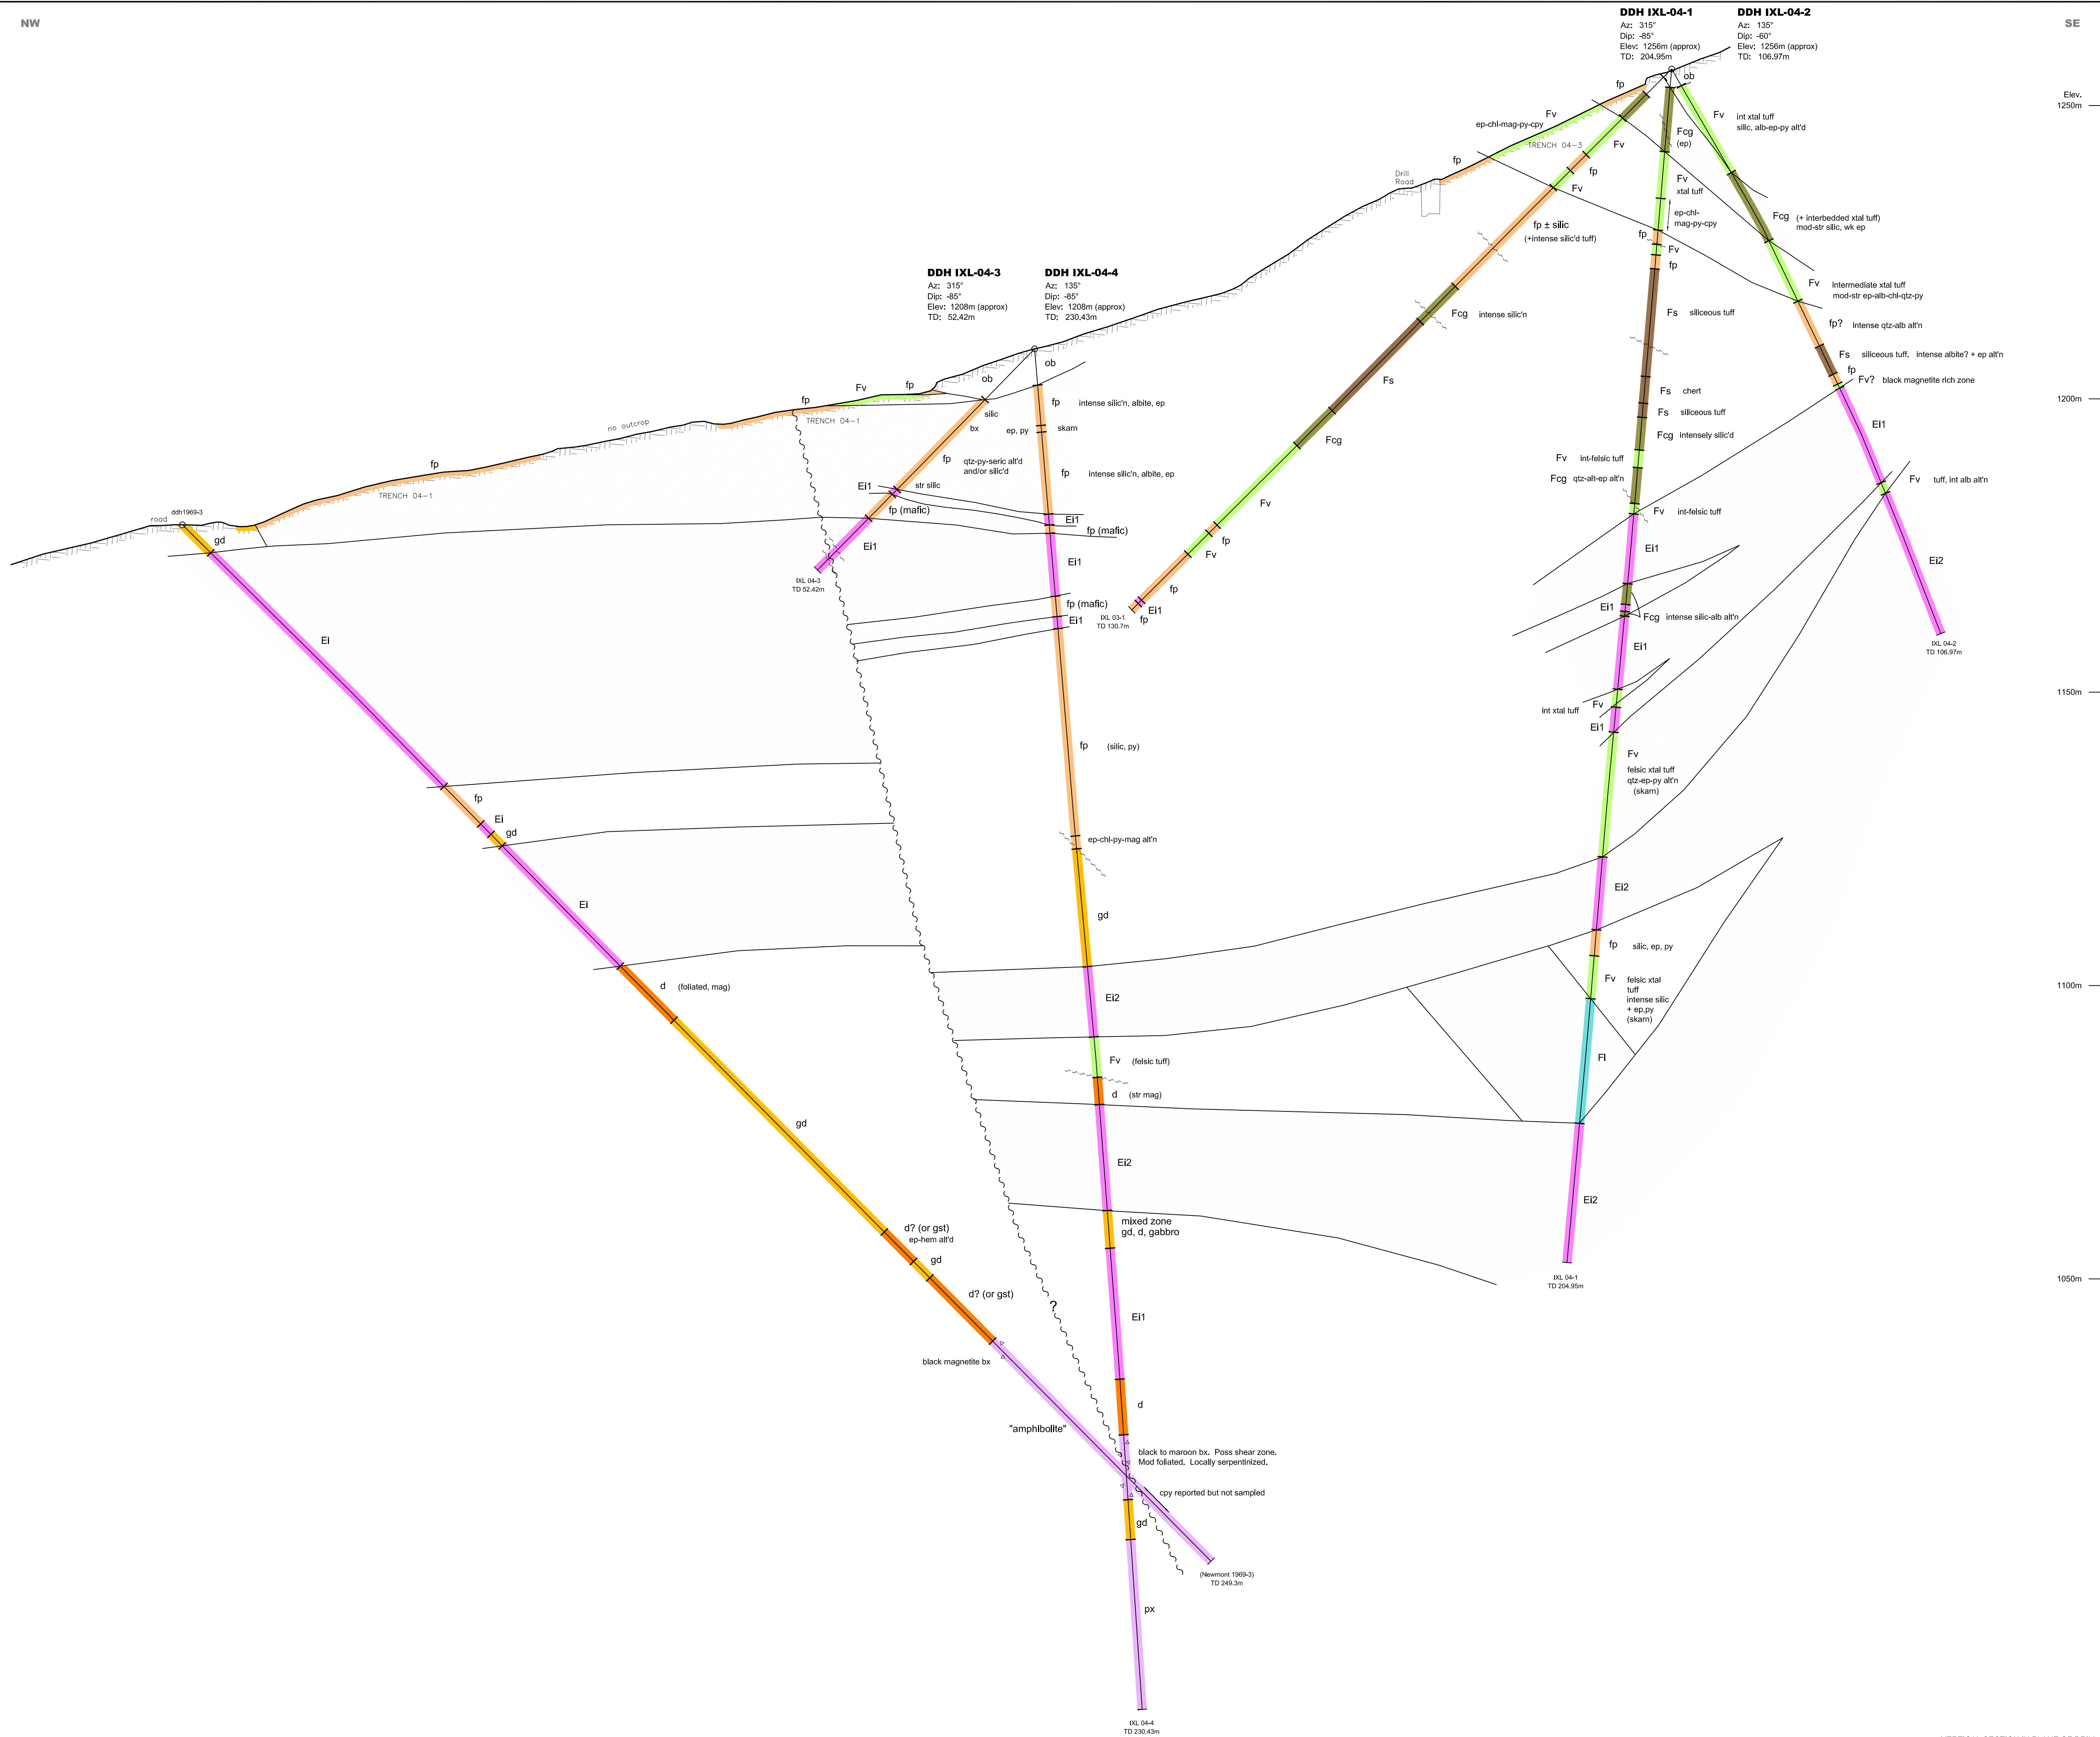 NW
SE
DDH IXL-04-1
Az: 315°
Dip: -85°
Elev: 1256m (approx)
TD: 204.95m
DDH IXL-04-2
Az: 135°
Dip: -60°
Elev: 1256m (approx)
TD: 106.97m
Elev.
1250m
1200m
1150m
1100m
1050m
ob
fp
Fv
ep-chl-mag-py-cpy
TRENCH 04-3
fp
Drill
Road
Fv
fp
Fv
fp ± silic
(+intense silic'd tuff)
Fcg intense silic'n
Fs
Fcg
Fv
fp
Fv
fp
Ei1
fp
IXL 03-1
TD 130.7m
Fcg
(ep)
Fv
xtal tuff
ep-chl-
mag-py-cpy
fp
Fv
fp
Fs siliceous tuff
Fs chert
Fs siliceous tuff
Fcg intensely silic'd
Fv int-felsic tuff
Fcg qtz-alt-ep alt'n
Fv int-felsic tuff
Ei1
Ei1
Fcg intense silic-alb alt'n
Ei1
Fv
int xtal tuff
Ei1
Fv
felsic xtal tuff
qtz-ep-py alt'n
(skarn)
Ei2
fp silic, ep, py
Fv felsic xtal
tuff
intense silic
+ ep,py
(skarn)
Fl
Ei2
IXL 04-1
TD 204.95m
Fv int xtal tuff
silic, alb-ep-py alt'd
Fcg (+ interbedded xtal tuff)
mod-str silic, wk ep
Fv intermediate xtal tuff
mod-str ep-alb-chl-qtz-py
fp? intense qtz-alb alt'n
Fs siliceous tuff, intense albite? + ep alt'n
fp
Fv? black magnetite rich zone
Ei1
Fv tuff, int alb alt'n
Ei2
IXL 04-2
TD 106.97m
DDH IXL-04-3
Az: 315°
Dip: -85°
Elev: 1208m (approx)
TD: 52.42m
DDH IXL-04-4
Az: 135°
Dip: -85°
Elev: 1208m (approx)
TD: 230.43m
ob
ob
Fv
fp
fp
TRENCH 04-1
no outcrop
fp
TRENCH 04-1
road
ddh1969-3
silic
bx
fp qtz-py-seric alt'd
and/or silic'd
str silic
Ei1
fp (mafic)
Ei1
IXL 04-3
TD 52.42m
fp intense silic'n, albite, ep
ep, py
skarn
fp intense silic'n, albite, ep
Ei1
fp (mafic)
Ei1
fp (mafic)
Ei1
fp (silic, py)
ep-chl-py-mag alt'n
gd
Ei2
Fv (felsic tuff)
d (str mag)
Ei2
mixed zone
gd, d, gabbro
Ei1
d
black to maroon bx. Poss shear zone.
Mod foliated. Locally serpentinized.
cpy reported but not sampled
gd
px
IXL 04-4
TD 230.43m
gd
Ei
fp
Ei
gd
Ei
d (foliated, mag)
gd
d? (or gst)
ep-hem alt'd
gd
d? (or gst)
?
black magnetite bx
"amphibolite"
(Newmont 1969-3)
TD 249.3m